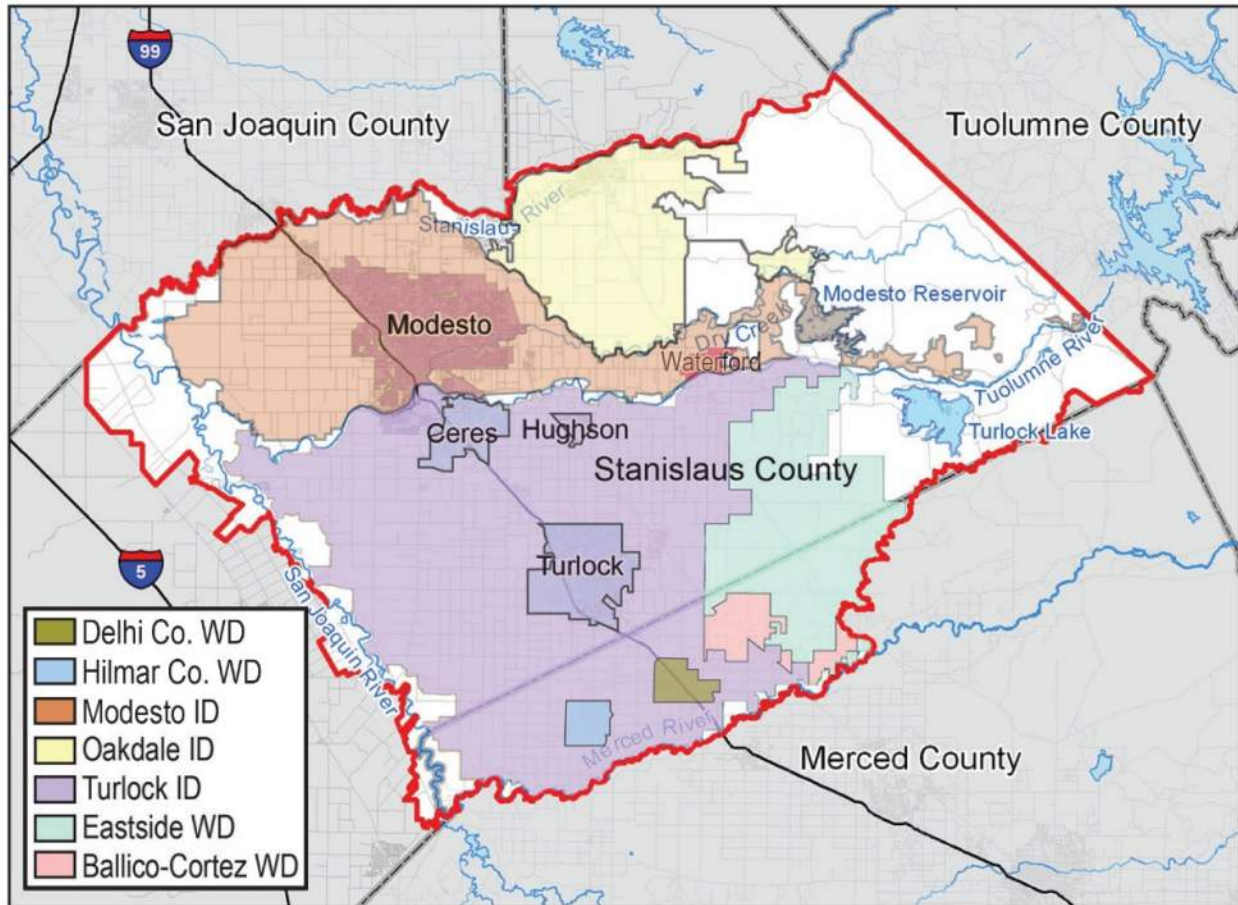 99
San Joaquin County
Tuolumne County
Stanislaus River
Modesto Reservoir
Modesto
Dry Creek
Waterford
Tuolumne River
Turlock Lake
Ceres
Hughson
Stanislaus County
Turlock
5
San Joaquin River
Merced River
Merced County
Delhi Co. WD
Hilmar Co. WD
Modesto ID
Oakdale ID
Turlock ID
Eastside WD
Ballico-Cortez WD